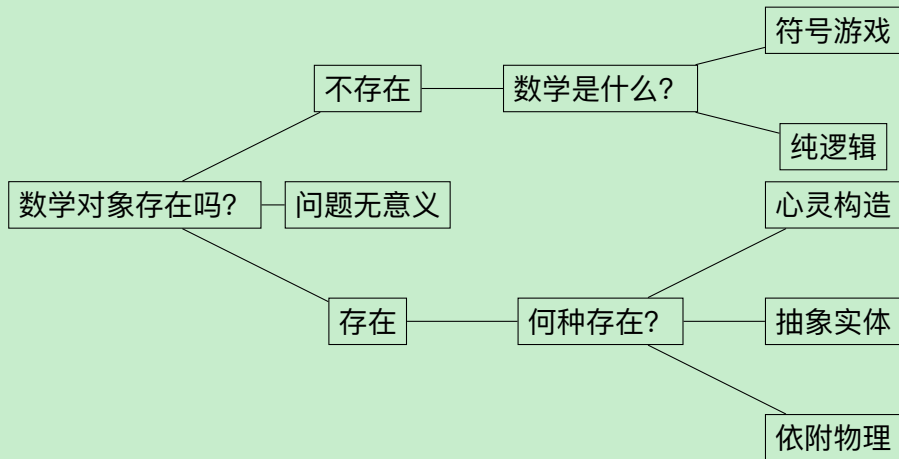 符号游戏
不存在
数学是什么?
纯逻辑
数学对象存在吗?
问题无意义
心灵构造
存在
何种存在?
抽象实体
依附物理